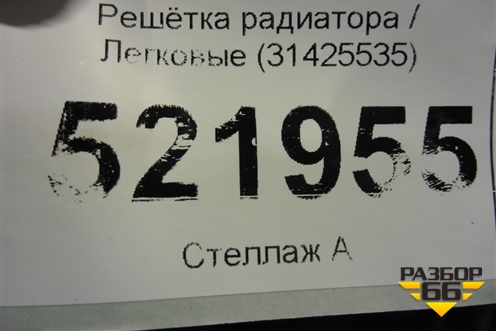 Решётка радиатора /
Легковые (31425535)
521955
Стеллаж А
РАЗБОР
66